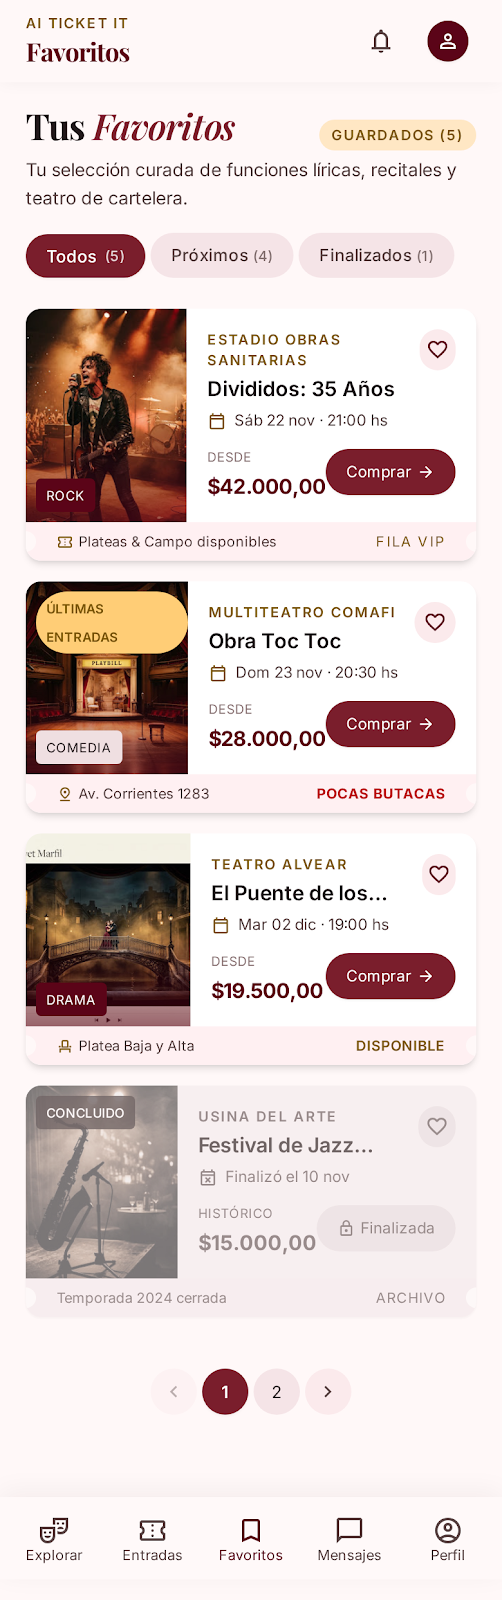 AI TICKET IT
Favoritos
Tus Favoritos
GUARDADOS (5)
Tu selección curada de funciones líricas, recitales y
teatro de cartelera.
Todos (5)
Próximos (4)
Finalizados (1)
ESTADIO OBRAS
SANITARIAS
Divididos: 35 Años
Sáb 22 nov · 21:00 hs
DESDE
$42.000,00
Comprar →
ROCK
Plateas & Campo disponibles
FILA VIP
ÚLTIMAS
ENTRADAS
PLAYBILL
MULTITEATRO COMAFI
Obra Toc Toc
Dom 23 nov · 20:30 hs
DESDE
$28.000,00
Comprar →
COMEDIA
Av. Corrientes 1283
POCAS BUTACAS
vet Marfil
TEATRO ALVEAR
El Puente de los...
Mar 02 dic · 19:00 hs
DESDE
$19.500,00
Comprar →
DRAMA
Platea Baja y Alta
DISPONIBLE
CONCLUIDO
USINA DEL ARTE
Festival de Jazz...
Finalizó el 10 nov
HISTÓRICO
$15.000,00
Finalizada
Temporada 2024 cerrada
ARCHIVO
1
2
Explorar
Entradas
Favoritos
Mensajes
Perfil